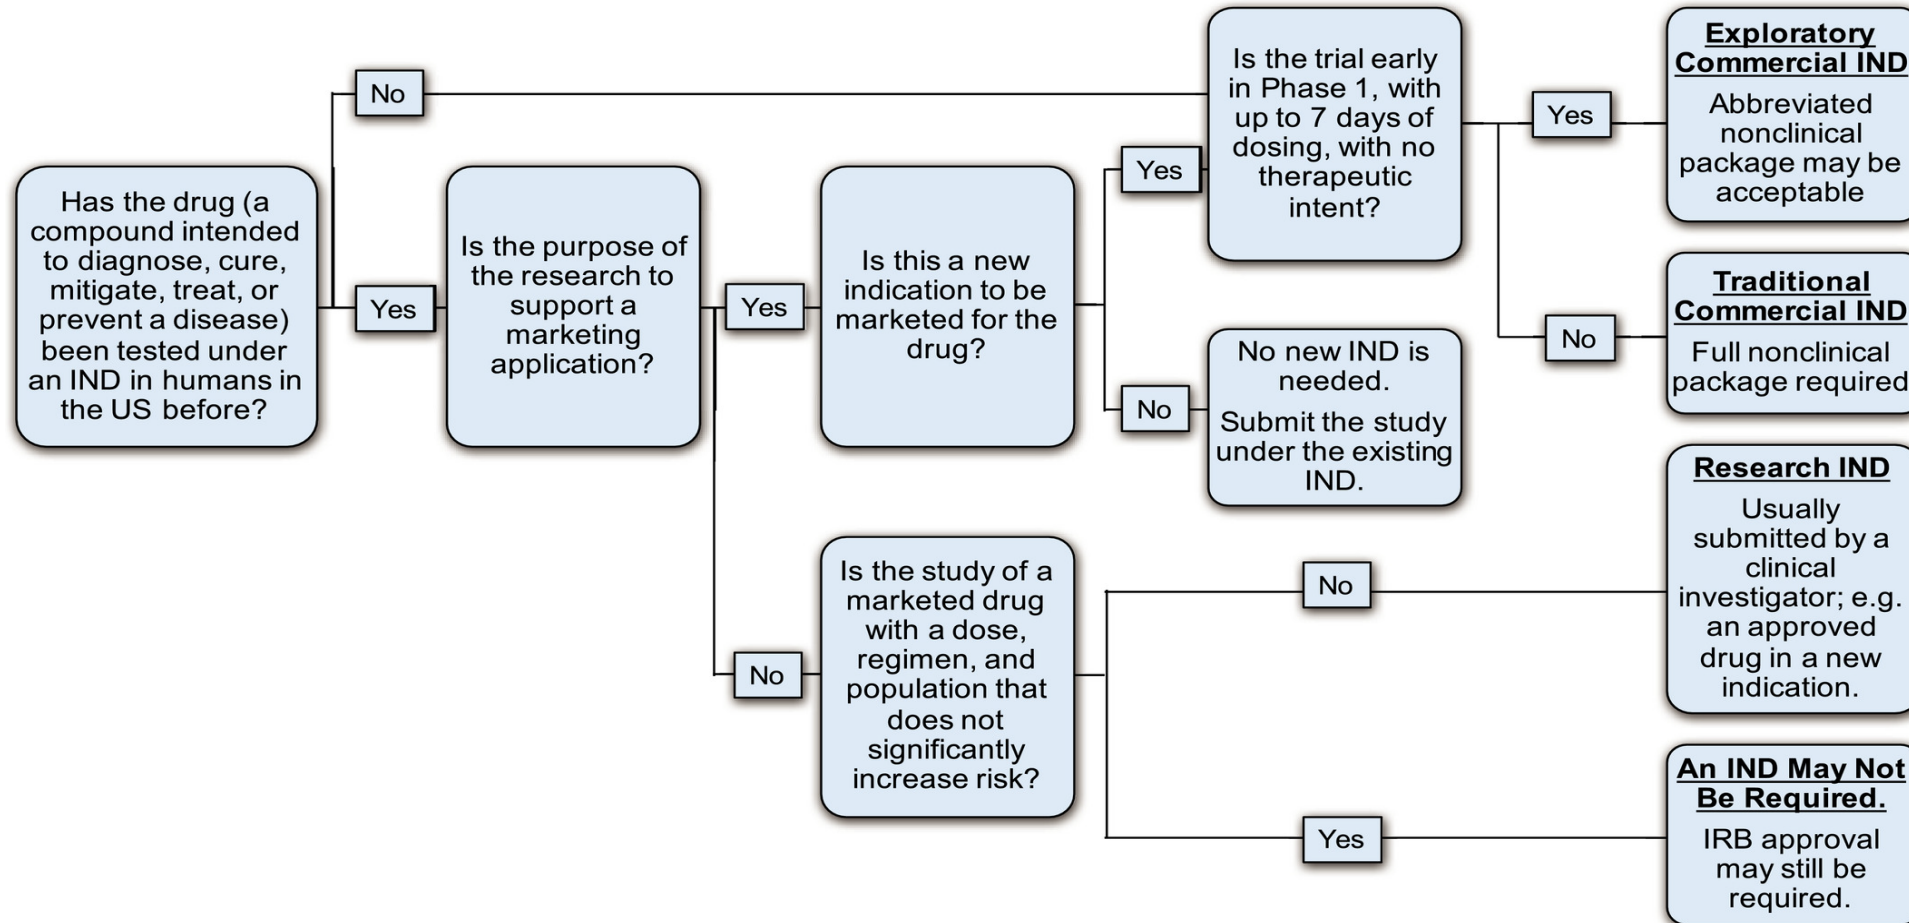 Has the drug (a
compound intended
to diagnose, cure,
mitigate, treat, or
prevent a disease)
been tested under
an IND in humans in
the US before?
No
Yes
Is the purpose of
the research to
support a
marketing
application?
Yes
No
Is this a new
indication to be
marketed for the
drug?
Yes
No
Is the trial early
in Phase 1, with
up to 7 days of
dosing, with no
therapeutic
intent?
Yes
No
Exploratory
Commercial IND
Abbreviated
nonclinical
package may be
acceptable
Traditional
Commercial IND
Full nonclinical
package required
No new IND is
needed.
Submit the study
under the existing
IND.
Is the study of a
marketed drug
with a dose,
regimen, and
population that
does not
significantly
increase risk?
No
Yes
Research IND
Usually
submitted by a
clinical
investigator; e.g.
an approved
drug in a new
indication.
An IND May Not
Be Required.
IRB approval
may still be
required.